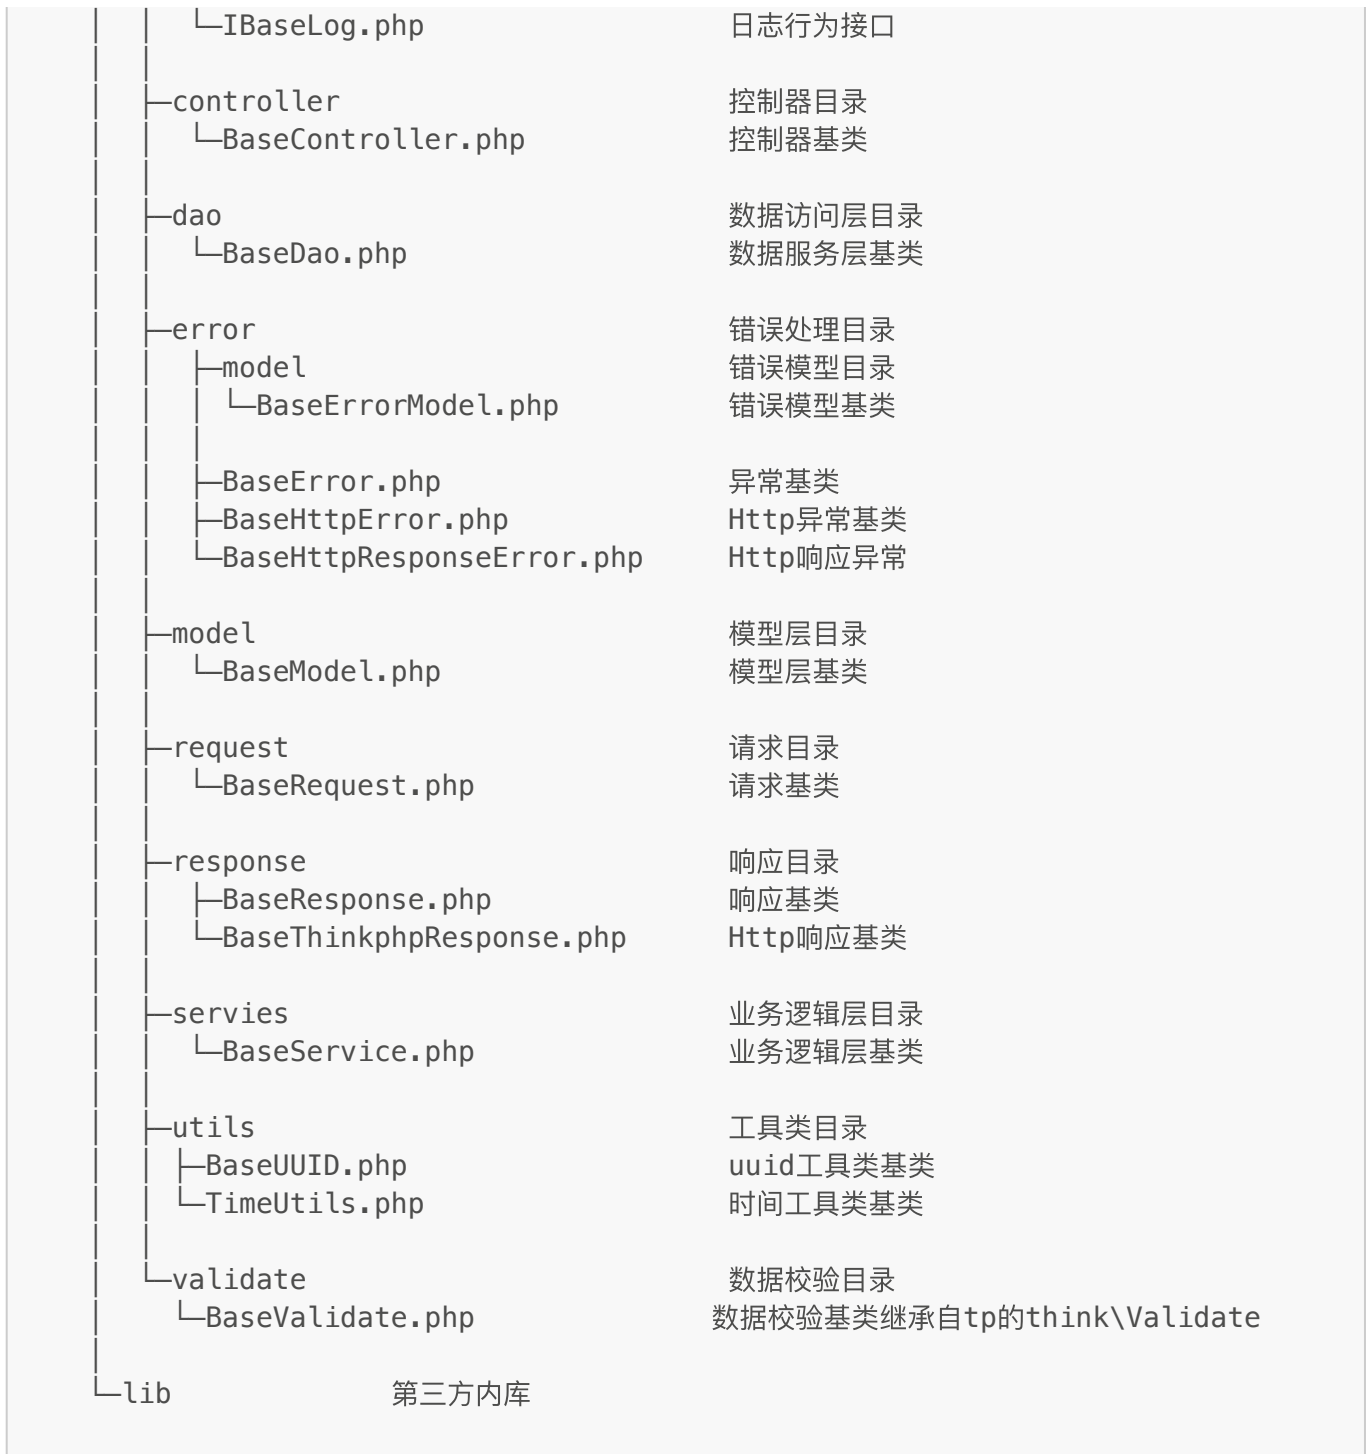 │  │  └─IBaseLog.php                  日志行为接口
│  │
│  ├─controller                       控制器目录
│  │  └─BaseController.php            控制器基类
│  │
│  ├─dao                              数据访问层目录
│  │  └─BaseDao.php                   数据服务层基类
│  │
│  ├─error                            错误处理目录
│  │  ├─model                         错误模型目录
│  │  │ └─BaseErrorModel.php          错误模型基类
│  │  │
│  │  ├─BaseError.php                 异常基类
│  │  ├─BaseHttpError.php             Http异常基类
│  │  └─BaseHttpResponseError.php     Http响应异常
│  │
│  ├─model                            模型层目录
│  │  └─BaseModel.php                 模型层基类
│  │
│  ├─request                          请求目录
│  │  └─BaseRequest.php               请求基类
│  │
│  ├─response                         响应目录
│  │  ├─BaseResponse.php              响应基类
│  │  └─BaseThinkphpResponse.php      Http响应基类
│  │
│  ├─servies                          业务逻辑层目录
│  │  └─BaseService.php               业务逻辑层基类
│  │
│  ├─utils                            工具类目录
│  │ ├─BaseUUID.php                   uuid工具类基类
│  │ └─TimeUtils.php                  时间工具类基类
│  │
│  └─validate                         数据校验目录
│    └─BaseValidate.php              数据校验基类继承自tp的think\Validate
│
└─lib             第三方内库